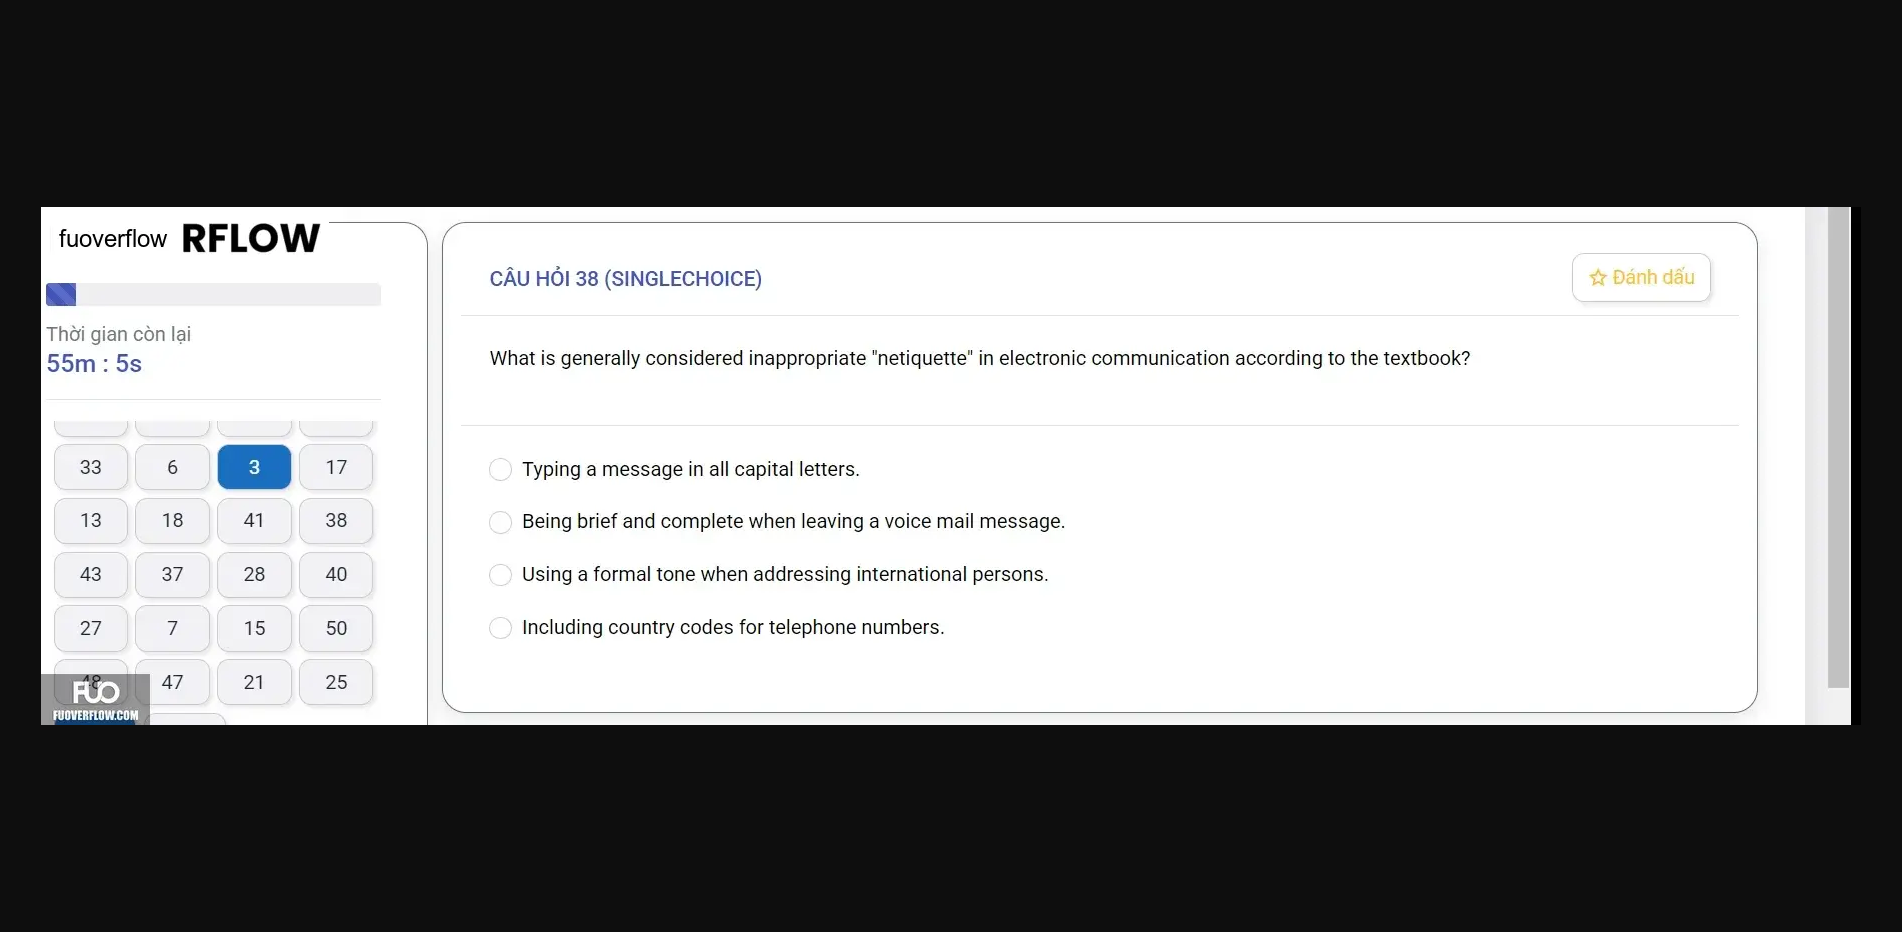 fuoverflow RFLOW
Thời gian còn lại
55m : 5s
33 6 3 17
13 18 41 38
43 37 28 40
27 7 15 50
48 47 21 25
FUO
FUOVERFLOW.COM
CÂU HỎI 38 (SINGLECHOICE)
Đánh dấu
What is generally considered inappropriate "netiquette" in electronic communication according to the textbook?
Typing a message in all capital letters.
Being brief and complete when leaving a voice mail message.
Using a formal tone when addressing international persons.
Including country codes for telephone numbers.